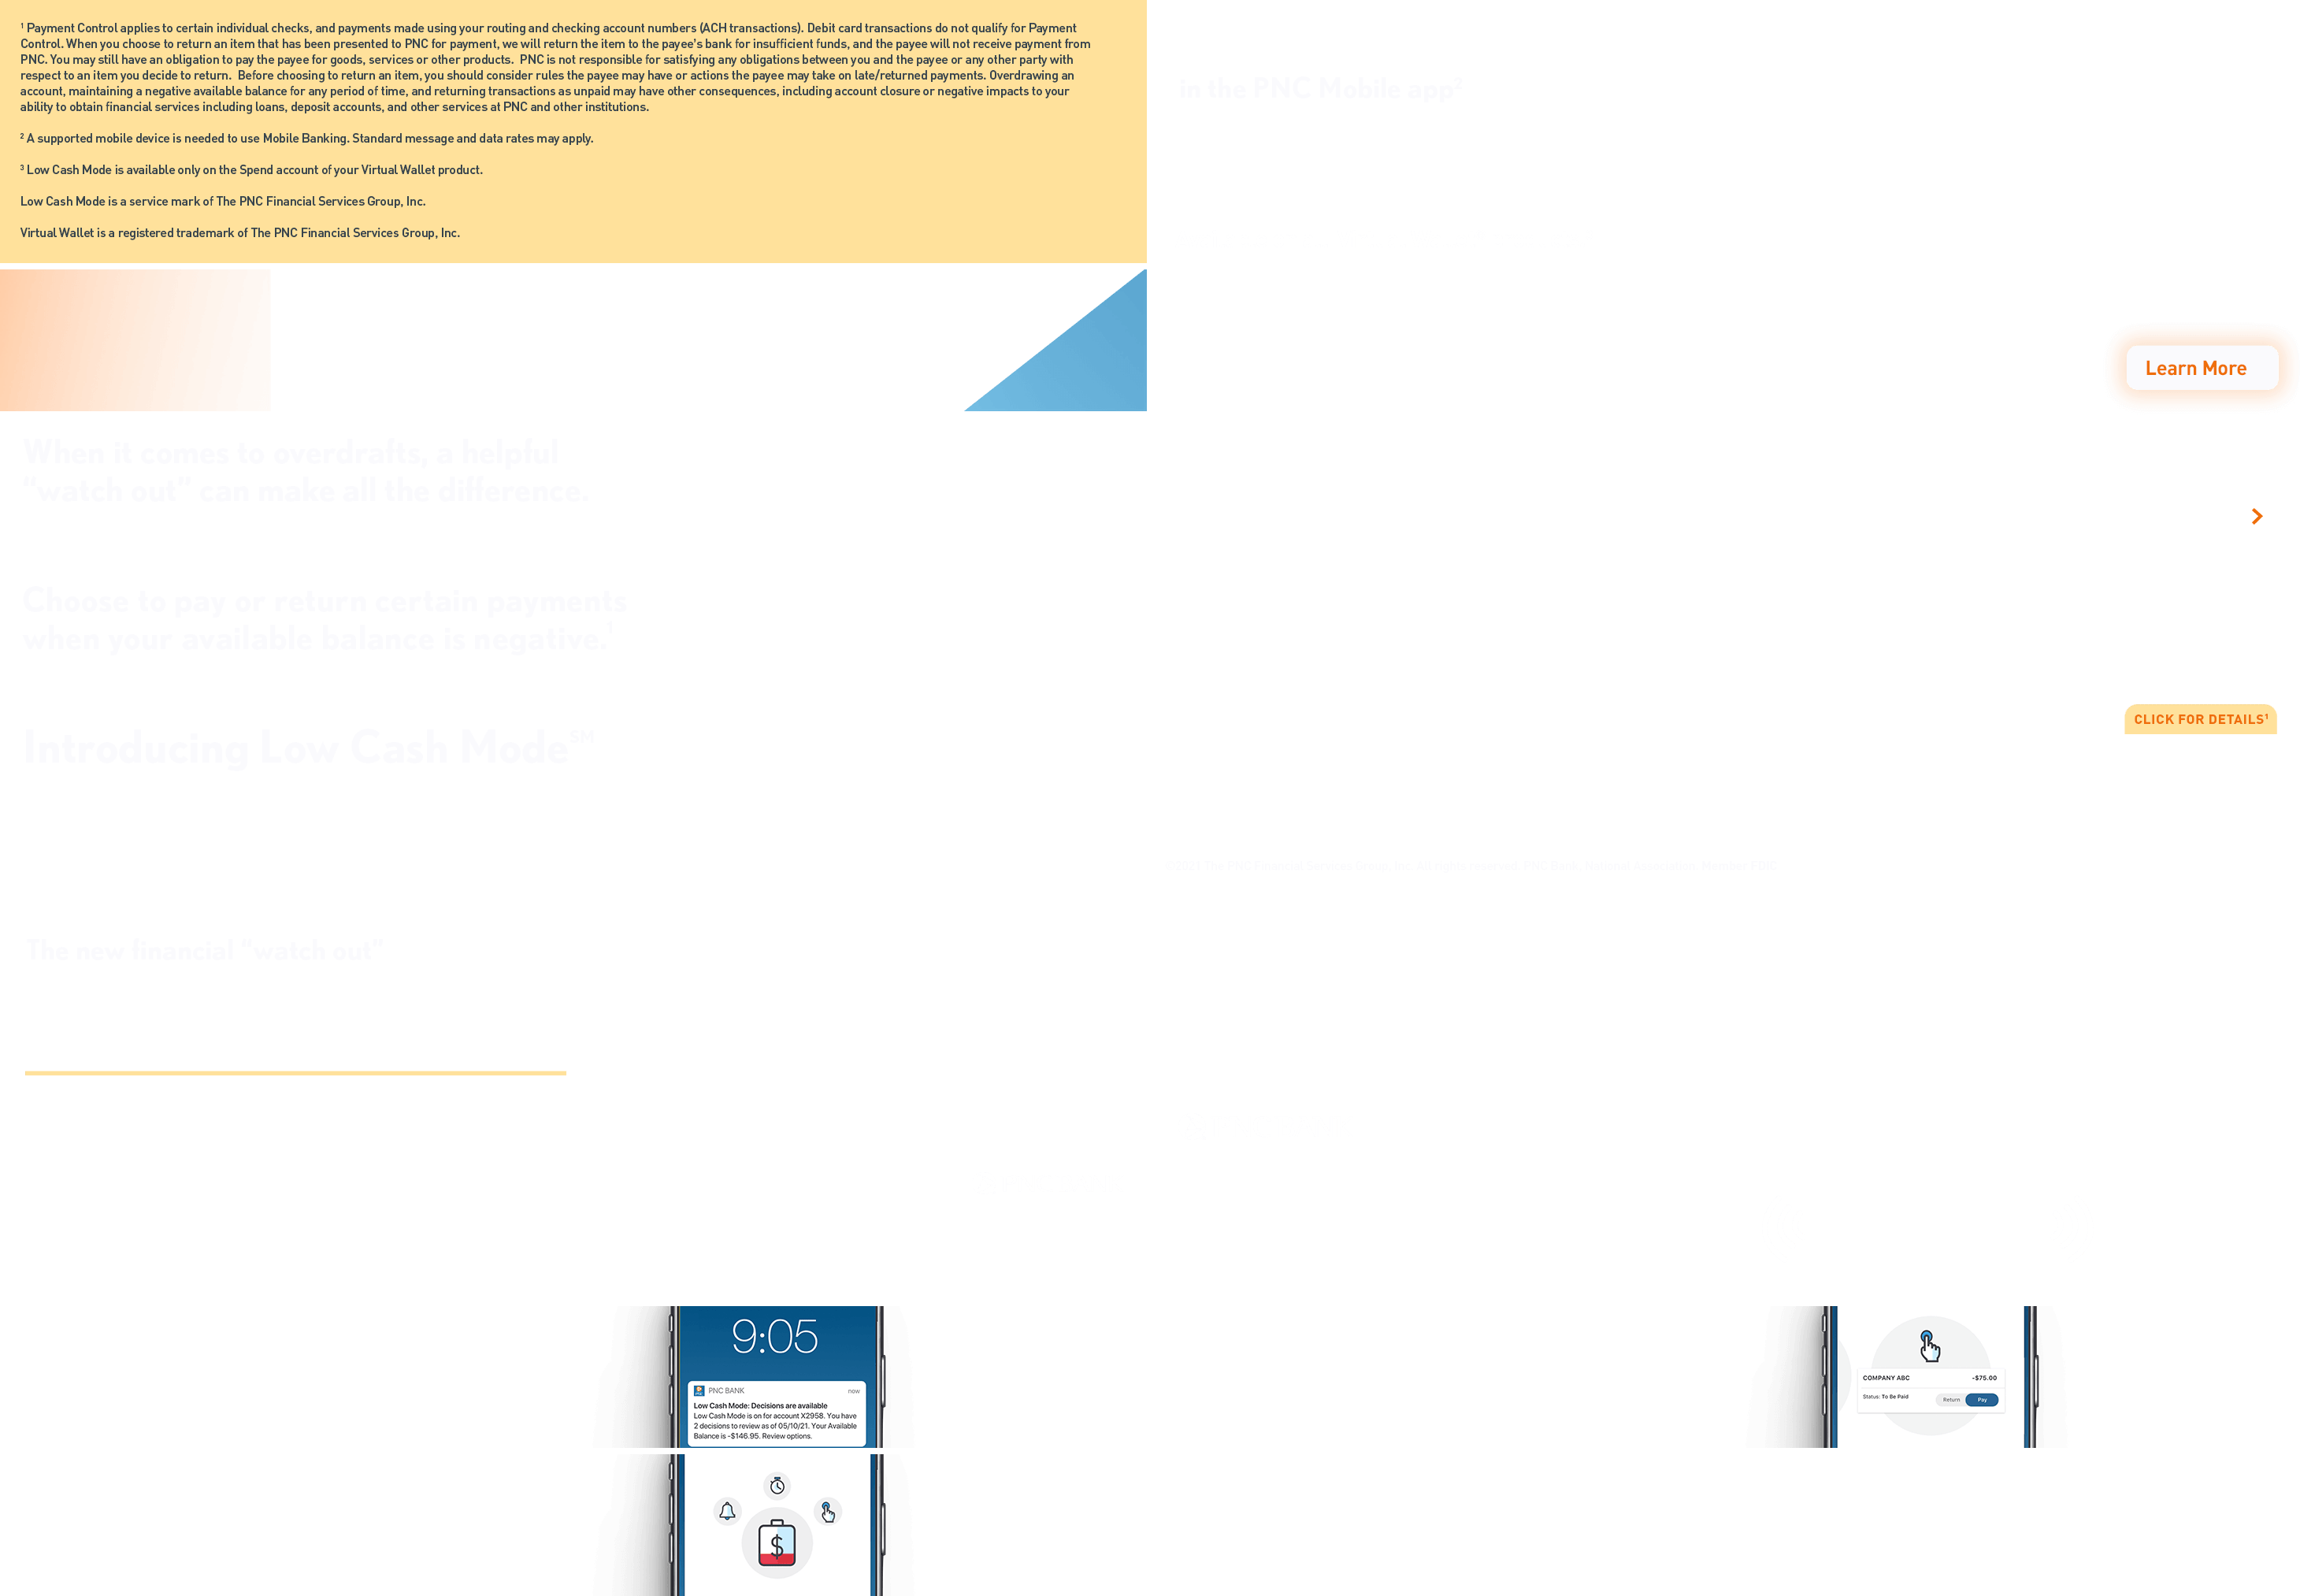 ¹ Payment Control applies to certain individual checks, and payments made using your routing and checking account numbers (ACH transactions). Debit card transactions do not qualify for Payment
Control. When you choose to return an item that has been presented to PNC for payment, we will return the item to the payee's bank for insufficient funds, and the payee will not receive payment from
PNC. You may still have an obligation to pay the payee for goods, services or other products.  PNC is not responsible for satisfying any obligations between you and the payee or any other party with
respect to an item you decide to return.  Before choosing to return an item, you should consider rules the payee may have or actions the payee may take on late/returned payments. Overdrawing an
account, maintaining a negative available balance for any period of time, and returning transactions as unpaid may have other consequences, including account closure or negative impacts to your
ability to obtain financial services including loans, deposit accounts, and other services at PNC and other institutions.
² A supported mobile device is needed to use Mobile Banking. Standard message and data rates may apply.
³ Low Cash Mode is available only on the Spend account of your Virtual Wallet product.
Low Cash Mode is a service mark of The PNC Financial Services Group, Inc.
Virtual Wallet is a registered trademark of The PNC Financial Services Group, Inc.
in the PNC Mobile app²
Learn More
When it comes to overdrafts, a helpful
“watch out” can make all the difference.
Choose to pay or return certain payments
when your available balance is negative.¹
CLICK FOR DETAILS¹
Introducing Low Cash Mode℠
©2021 The PNC Financial Services Group, Inc. All rights reserved. PNC Bank, National Association. Member FDIC
The new financial “watch out”
9:05
PNC BANK now
Low Cash Mode: Decisions are available
Low Cash Mode is on for account X2958. You have
2 decisions to review as of 05/10/21. Your Available
Balance is -$146.95. Review options.
COMPANY ABC -$75.00
Status: To Be Paid Return Pay
$